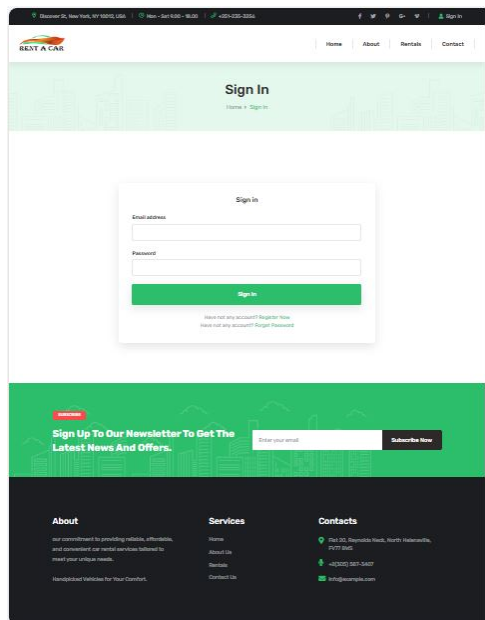 Discover St, New York, NY 10012, USA
Mon - Sat 9.00 - 18.00
Sign In
RENT A CAR
Home
About
Rentals
Contact
Sign In
Home » Sign In
Sign in
Email address
Password
Sign In
Have not any account? Register Now
Have not any account? Forget Password
SUBSCRIBE
Sign Up To Our Newsletter To Get The
Latest News And Offers.
Enter your email
Subscribe Now
About
our commitment to providing reliable, affordable,
and convenient car rental services tailored to
meet your unique needs.
Handpicked Vehicles for Your Comfort.
Services
Home
About Us
Rentals
Contact Us
Contacts
Flat 20, Reynolds Neck, North Helenaville,
FV77 8WS
+2(305) 587-3407
info@example.com